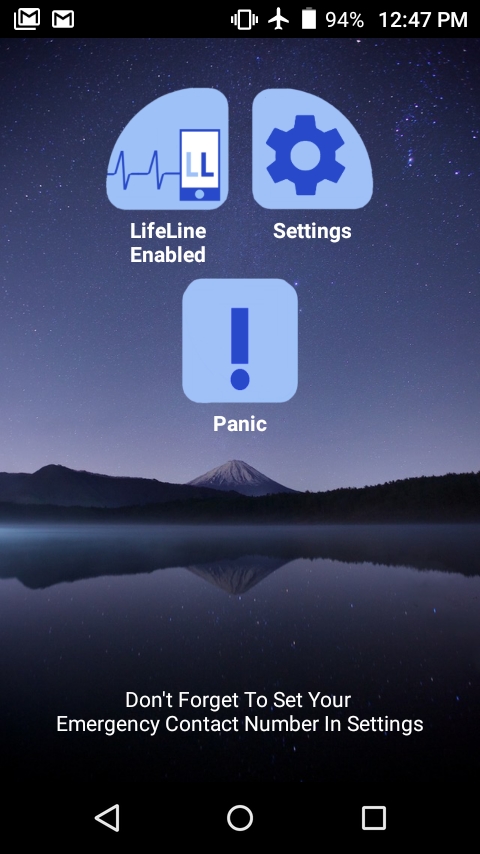 94% 12:47 PM
LL
LifeLine
Enabled
Settings
!
Panic
Don't Forget To Set Your
Emergency Contact Number In Settings